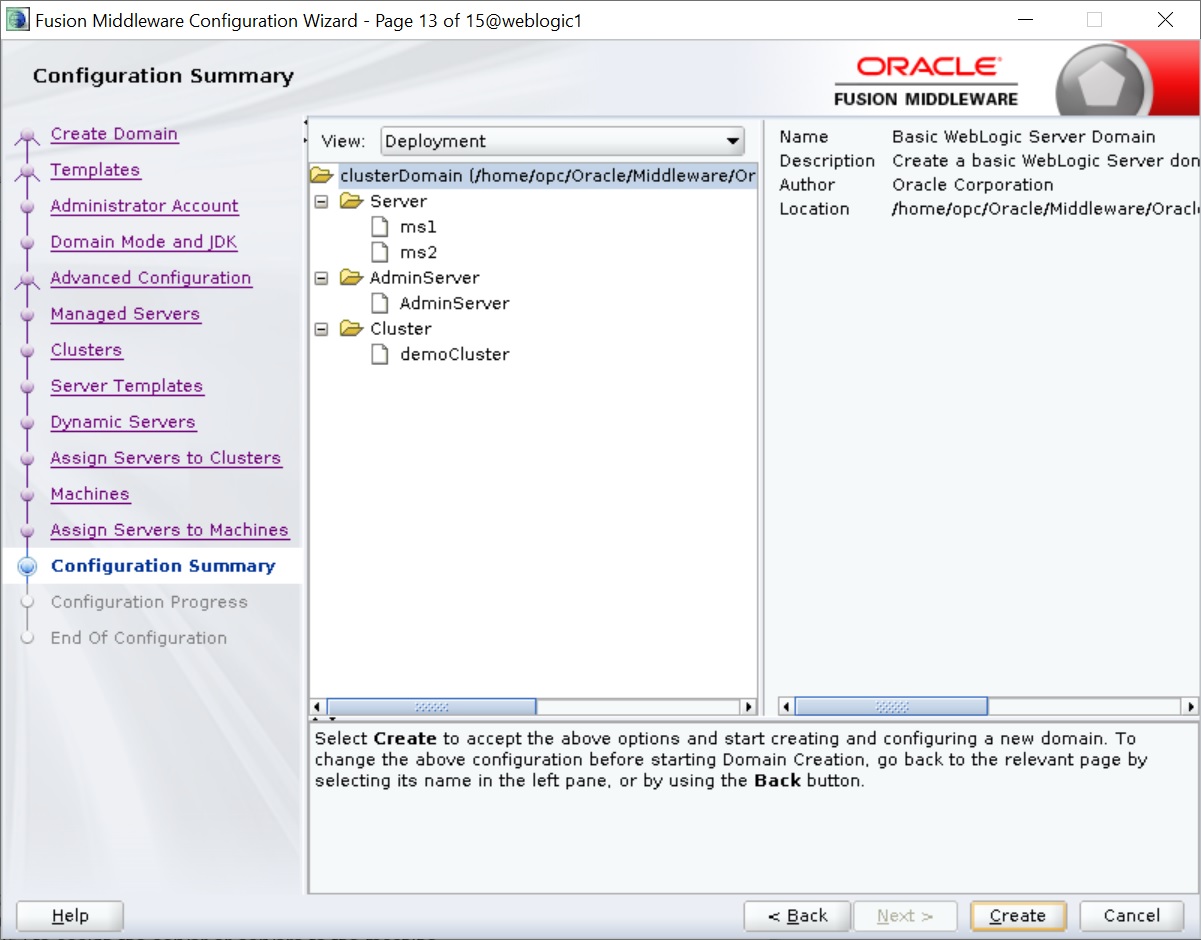 Fusion Middleware Configuration Wizard - Page 13 of 15@weblogic1
Configuration Summary
ORACLE
FUSION MIDDLEWARE
Create Domain
Templates
Administrator Account
Domain Mode and JDK
Advanced Configuration
Managed Servers
Clusters
Server Templates
Dynamic Servers
Assign Servers to Clusters
Machines
Assign Servers to Machines
Configuration Summary
Configuration Progress
End Of Configuration
View: Deployment
clusterDomain (/home/opc/Oracle/Middleware/Or
Server
ms1
ms2
AdminServer
AdminServer
Cluster
demoCluster
Name Basic WebLogic Server Domain
Description Create a basic WebLogic Server don
Author Oracle Corporation
Location /home/opc/Oracle/Middleware/Oracl
Select Create to accept the above options and start creating and configuring a new domain. To
change the above configuration before starting Domain Creation, go back to the relevant page by
selecting its name in the left pane, or by using the Back button.
Help
< Back
Next >
Create
Cancel